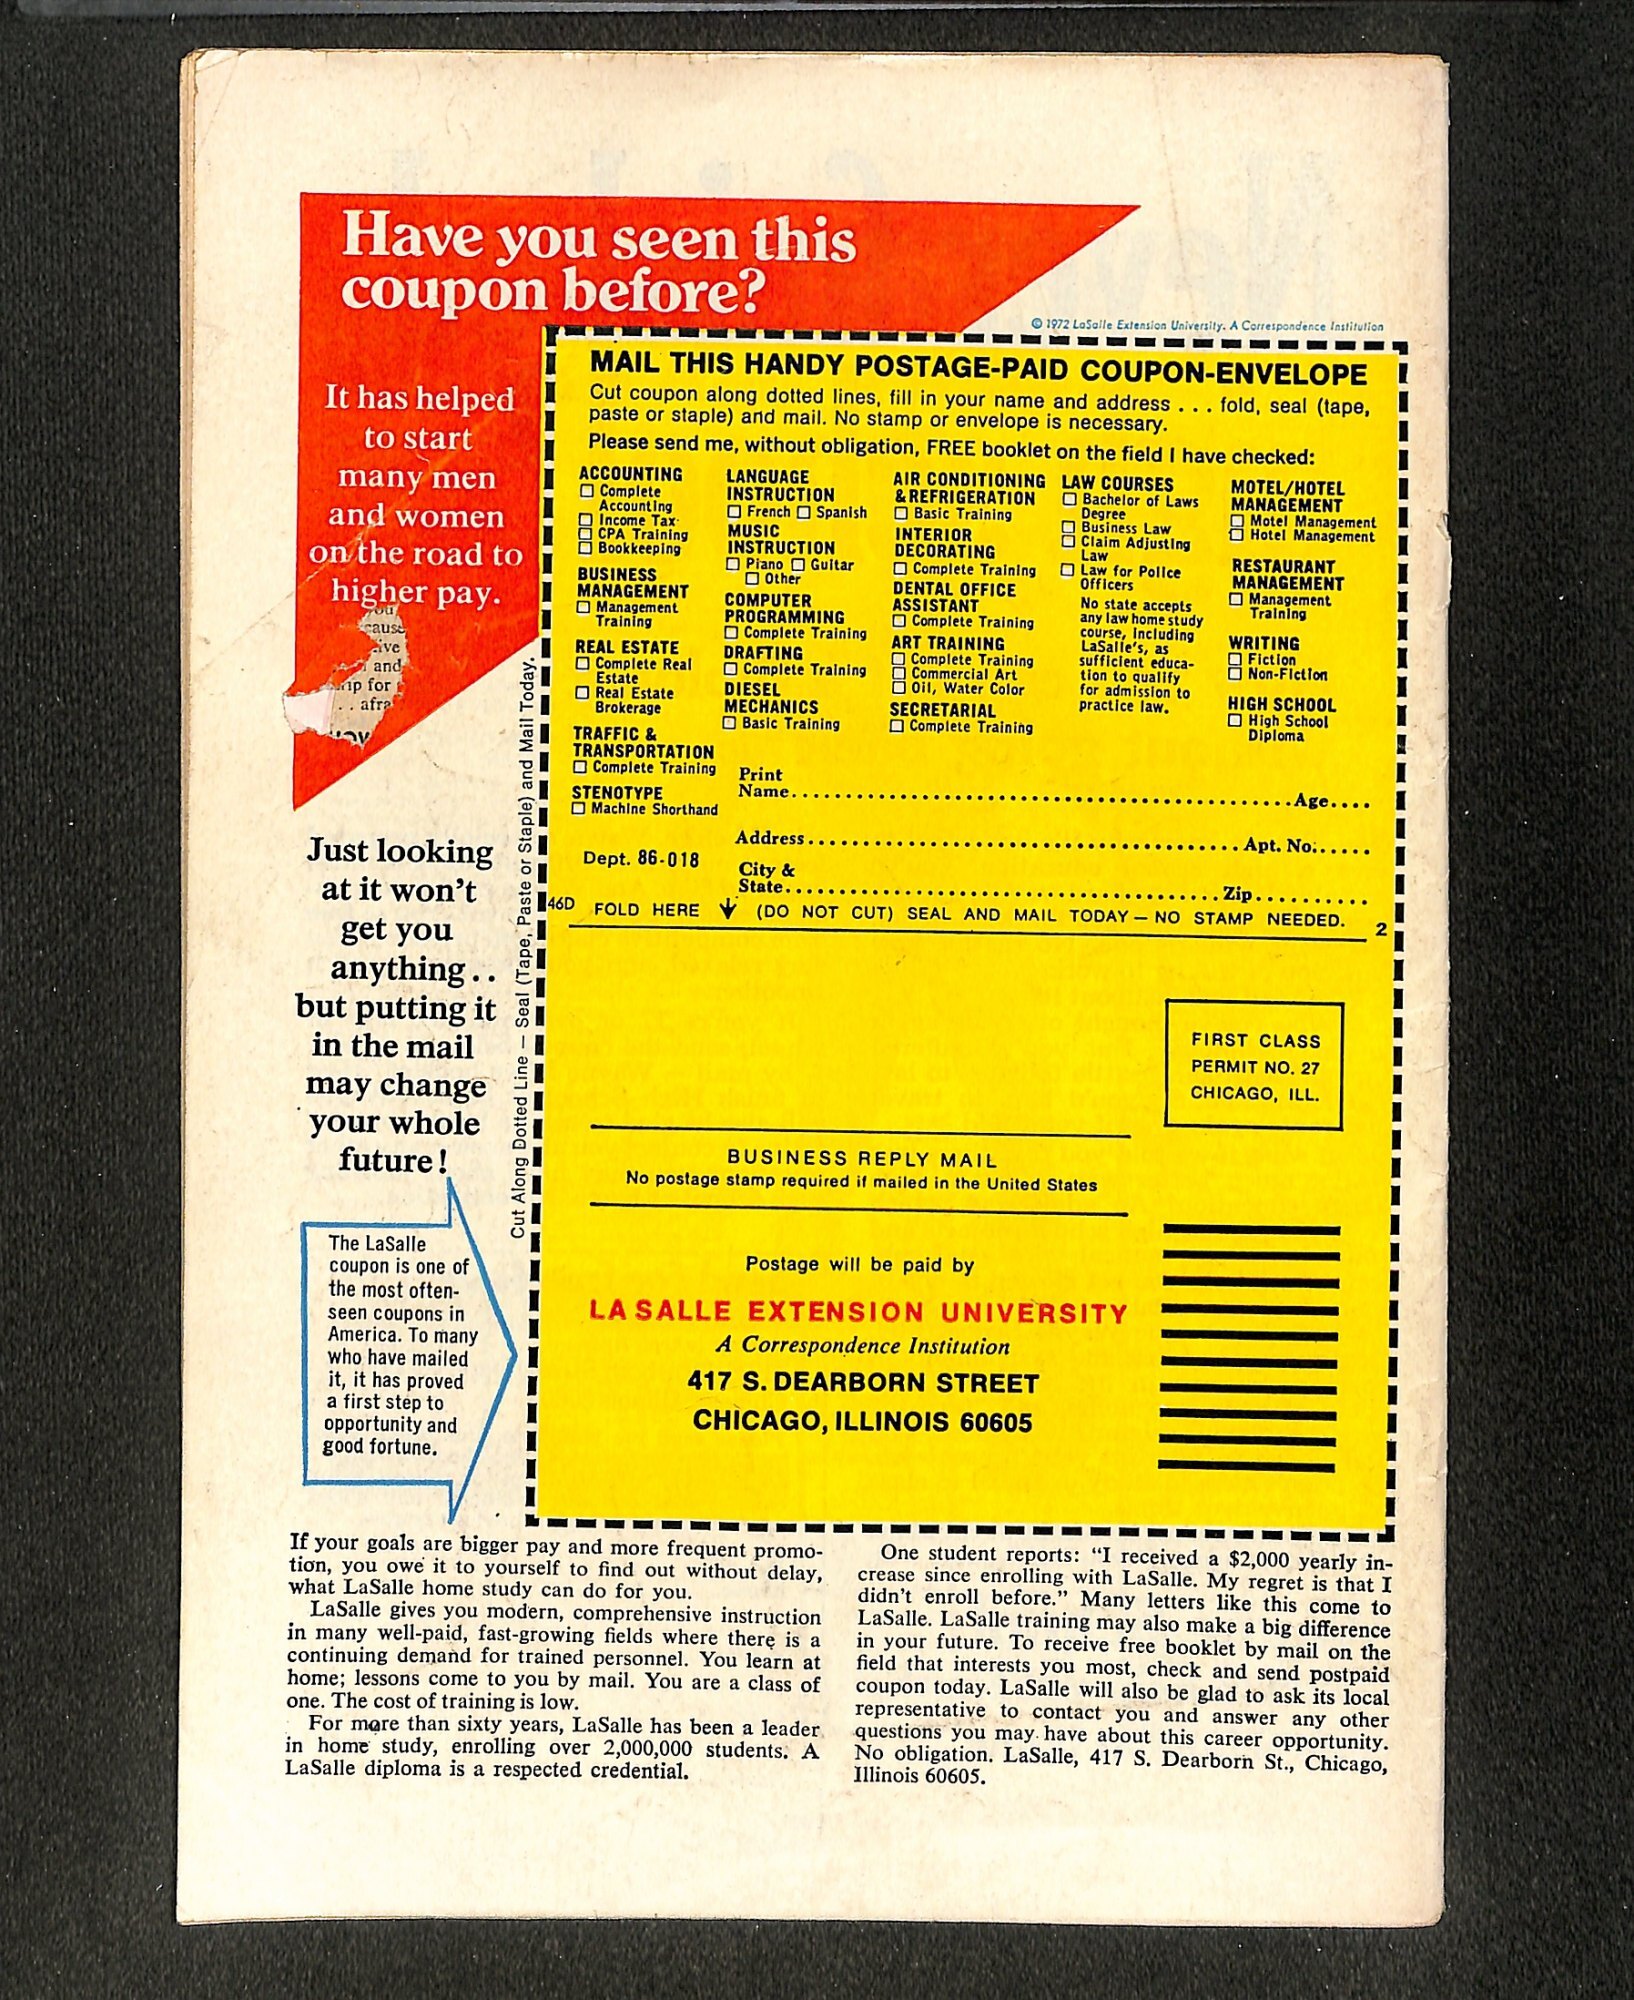 Have you seen this
coupon before?
© 1972 LaSalle Extension University. A Correspondence Institution
It has helped
to start
many men
and women
on the road to
higher pay.
you
cause
ive
and
rip for
. . afra
Just looking
at it won't
get you
anything..
but putting it
in the mail
may change
your whole
future!
The LaSalle
coupon is one of
the most often-
seen coupons in
America. To many
who have mailed
it, it has proved
a first step to
opportunity and
good fortune.
Cut Along Dotted Line — Seal (Tape, Paste or Staple) and Mail Today.
MAIL THIS HANDY POSTAGE-PAID COUPON-ENVELOPE
Cut coupon along dotted lines, fill in your name and address . . . fold, seal (tape,
paste or staple) and mail. No stamp or envelope is necessary.
Please send me, without obligation, FREE booklet on the field I have checked:
ACCOUNTING
☐ Complete
Accounting
☐ Income Tax
☐ CPA Training
☐ Bookkeeping
BUSINESS
MANAGEMENT
☐ Management
Training
REAL ESTATE
☐ Complete Real
Estate
☐ Real Estate
Brokerage
TRAFFIC &
TRANSPORTATION
☐ Complete Training
STENOTYPE
☐ Machine Shorthand
LANGUAGE
INSTRUCTION
☐ French ☐ Spanish
MUSIC
INSTRUCTION
☐ Piano ☐ Guitar
☐ Other
COMPUTER
PROGRAMMING
☐ Complete Training
DRAFTING
☐ Complete Training
DIESEL
MECHANICS
☐ Basic Training
AIR CONDITIONING
& REFRIGERATION
☐ Basic Training
INTERIOR
DECORATING
☐ Complete Training
DENTAL OFFICE
ASSISTANT
☐ Complete Training
ART TRAINING
☐ Complete Training
☐ Commercial Art
☐ Oil, Water Color
SECRETARIAL
☐ Complete Training
LAW COURSES
☐ Bachelor of Laws
Degree
☐ Business Law
☐ Claim Adjusting
Law
☐ Law for Police
Officers
No state accepts
any law home study
course, including
LaSalle's, as
sufficient educa-
tion to qualify
for admission to
practice law.
MOTEL/HOTEL
MANAGEMENT
☐ Motel Management
☐ Hotel Management
RESTAURANT
MANAGEMENT
☐ Management
Training
WRITING
☐ Fiction
☐ Non-Fiction
HIGH SCHOOL
☐ High School
Diploma
Print
Name.................................................Age....
Address..........................................Apt. No......
Dept. 86-018
City &
State..........................................Zip...........
46D FOLD HERE ↓ (DO NOT CUT) SEAL AND MAIL TODAY — NO STAMP NEEDED. 2
FIRST CLASS
PERMIT NO. 27
CHICAGO, ILL.
BUSINESS REPLY MAIL
No postage stamp required if mailed in the United States
Postage will be paid by
LA SALLE EXTENSION UNIVERSITY
A Correspondence Institution
417 S. DEARBORN STREET
CHICAGO, ILLINOIS 60605
If your goals are bigger pay and more frequent promo-
tion, you owe it to yourself to find out without delay,
what LaSalle home study can do for you.
LaSalle gives you modern, comprehensive instruction
in many well-paid, fast-growing fields where there is a
continuing demand for trained personnel. You learn at
home; lessons come to you by mail. You are a class of
one. The cost of training is low.
For more than sixty years, LaSalle has been a leader
in home study, enrolling over 2,000,000 students. A
LaSalle diploma is a respected credential.
One student reports: "I received a $2,000 yearly in-
crease since enrolling with LaSalle. My regret is that I
didn't enroll before." Many letters like this come to
LaSalle. LaSalle training may also make a big difference
in your future. To receive free booklet by mail on the
field that interests you most, check and send postpaid
coupon today. LaSalle will also be glad to ask its local
representative to contact you and answer any other
questions you may have about this career opportunity.
No obligation. LaSalle, 417 S. Dearborn St., Chicago,
Illinois 60605.